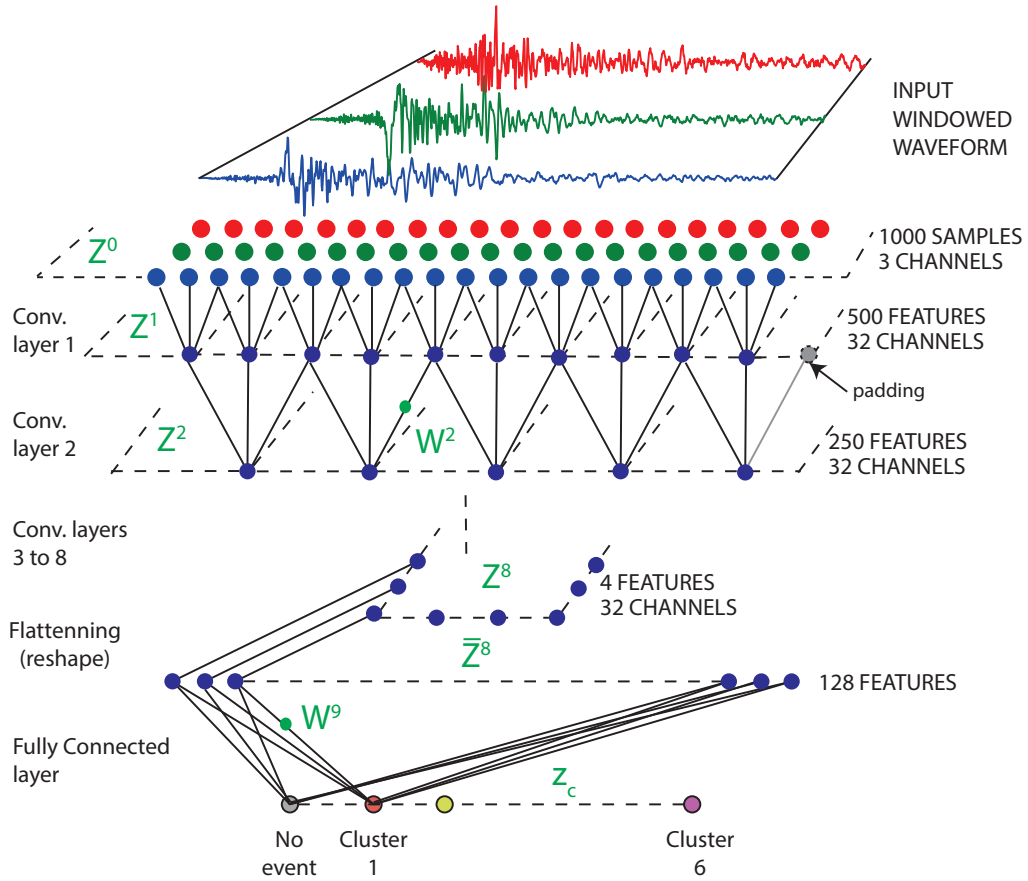 INPUT
WINDOWED
WAVEFORM
Z⁰
1000 SAMPLES
3 CHANNELS
Conv.
layer 1
Z¹
500 FEATURES
32 CHANNELS
padding
Conv.
layer 2
Z²
W²
250 FEATURES
32 CHANNELS
Conv. layers
3 to 8
Z⁸
4 FEATURES
32 CHANNELS
Flattenning
(reshape)
Z̅⁸
128 FEATURES
W⁹
Fully Connected
layer
z_c
No
event
Cluster
1
Cluster
6